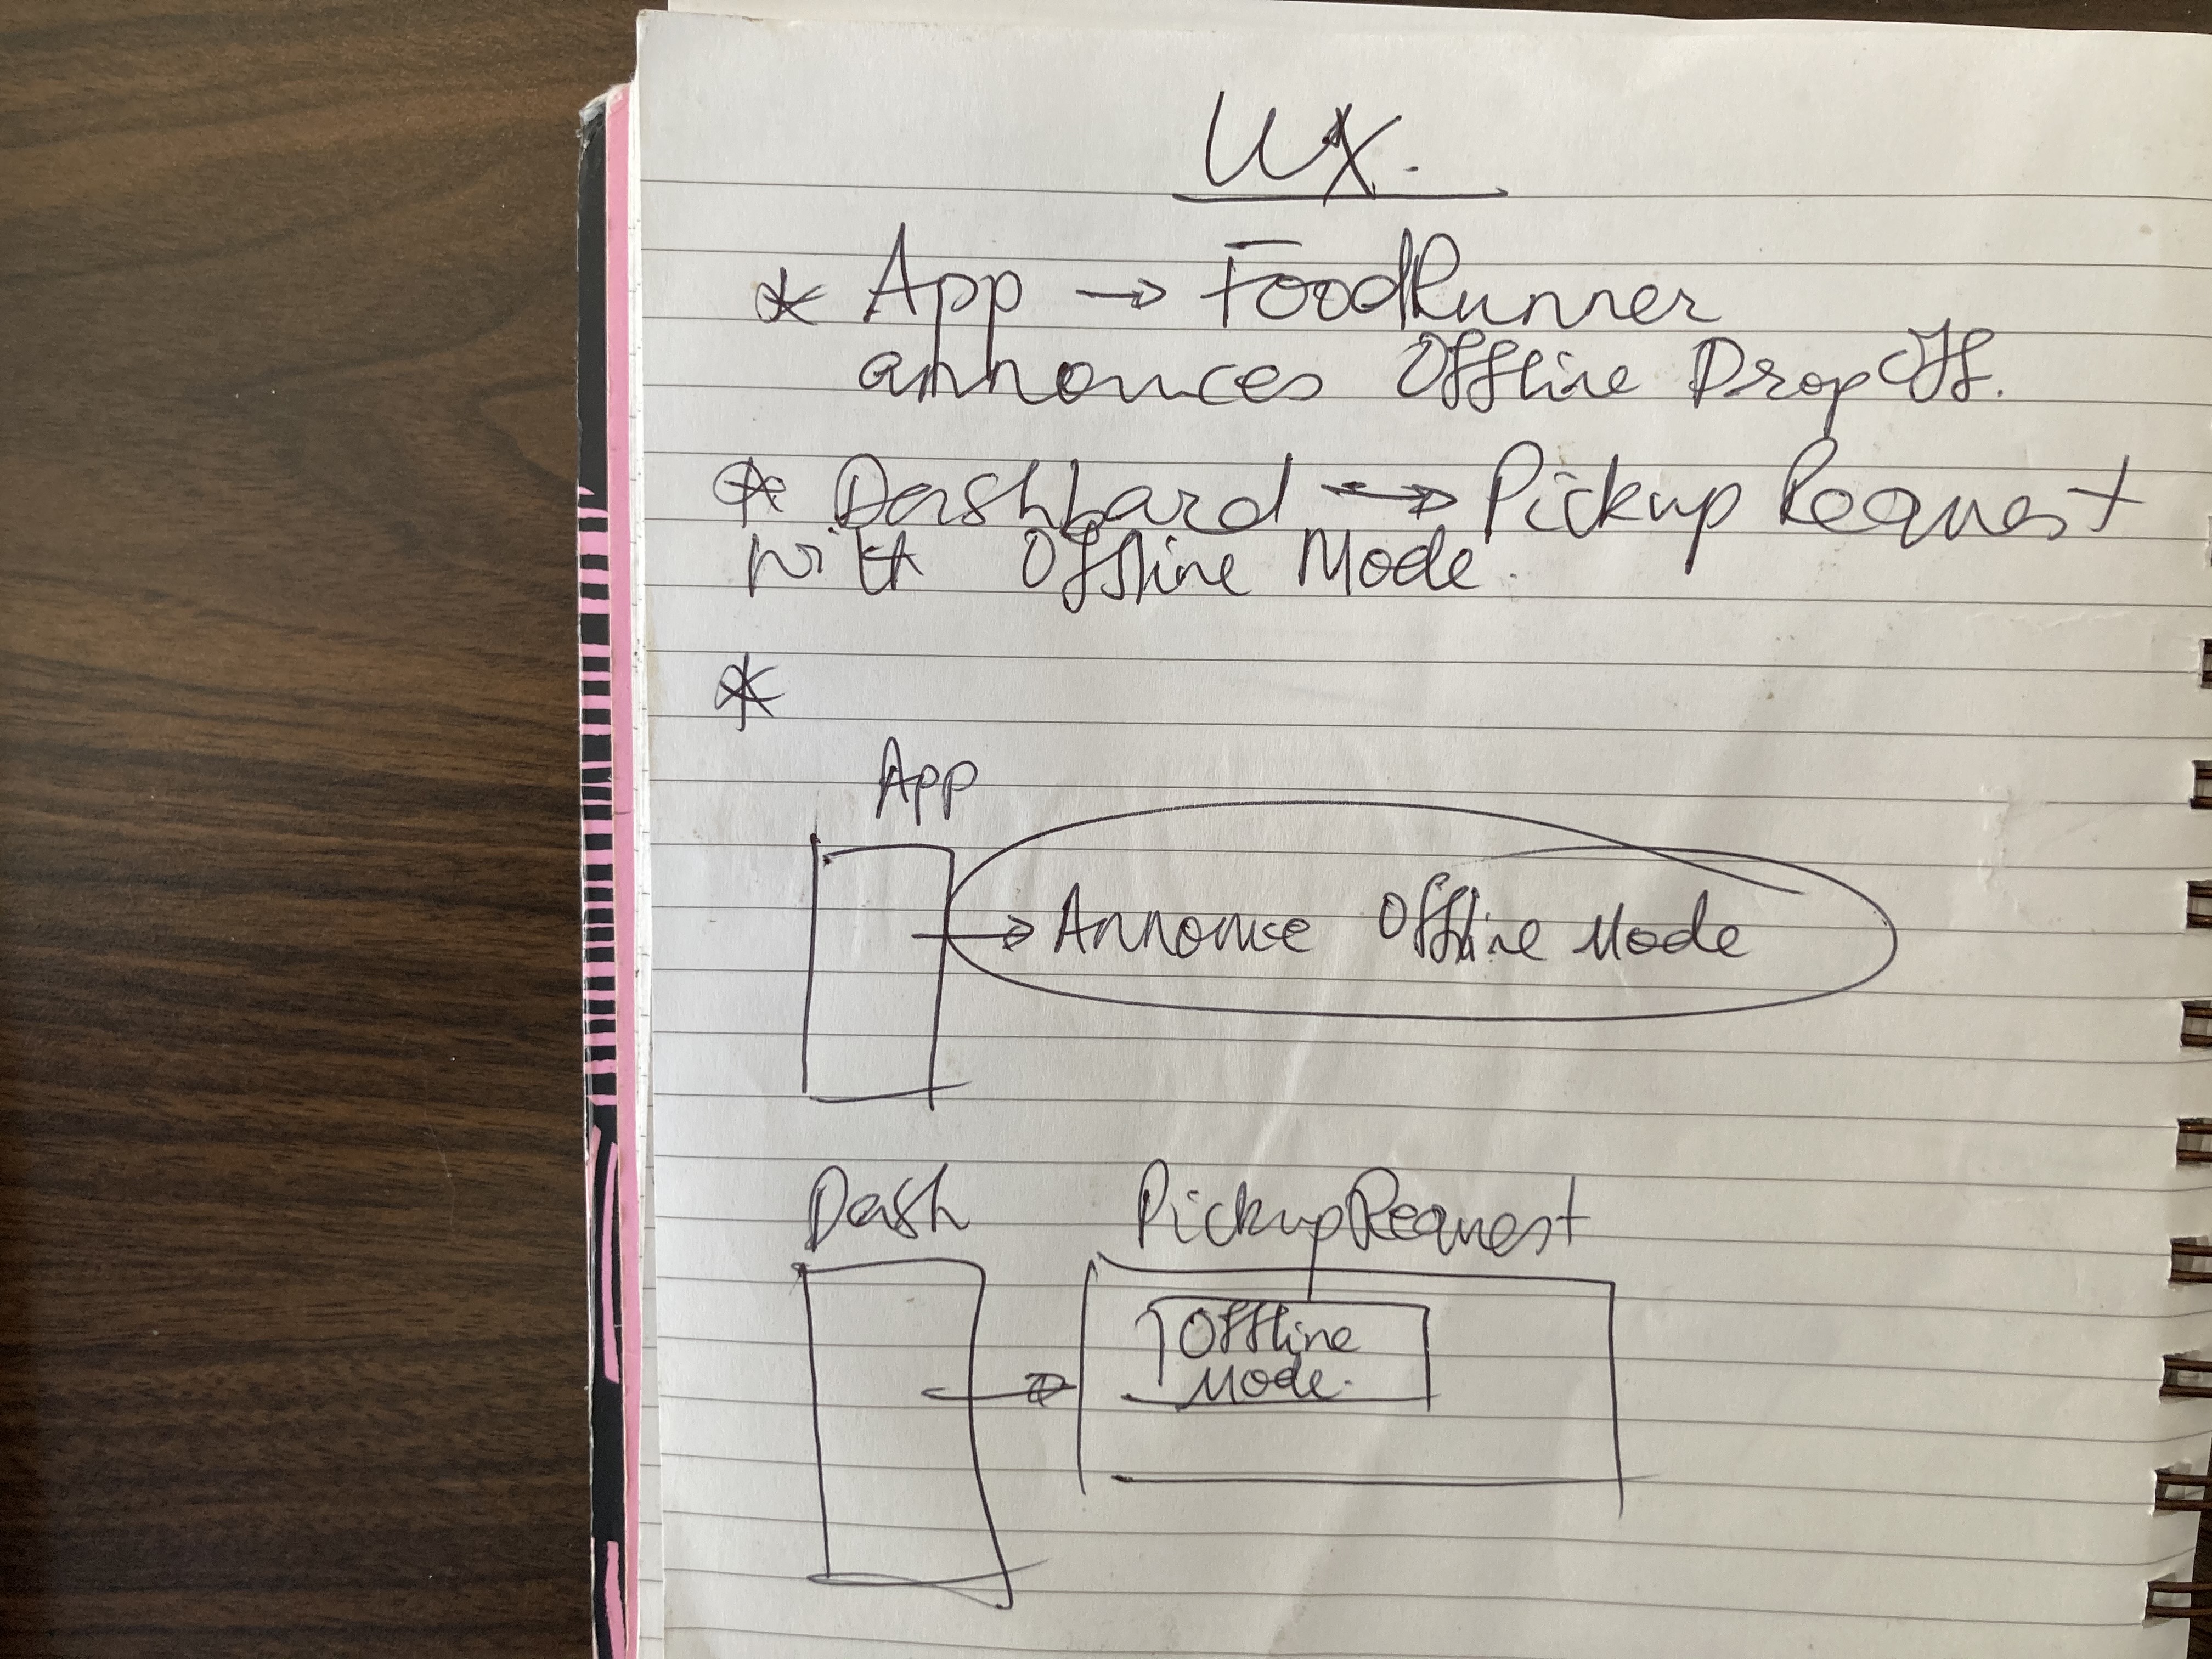 UX.
* App → FoodRunner
announces Offline DropOff.
* Dashboard → Pickup Request
with Offline Mode.
*
App
→ Announce Offline Mode
Dash PickupRequest
→ Offline
Mode.